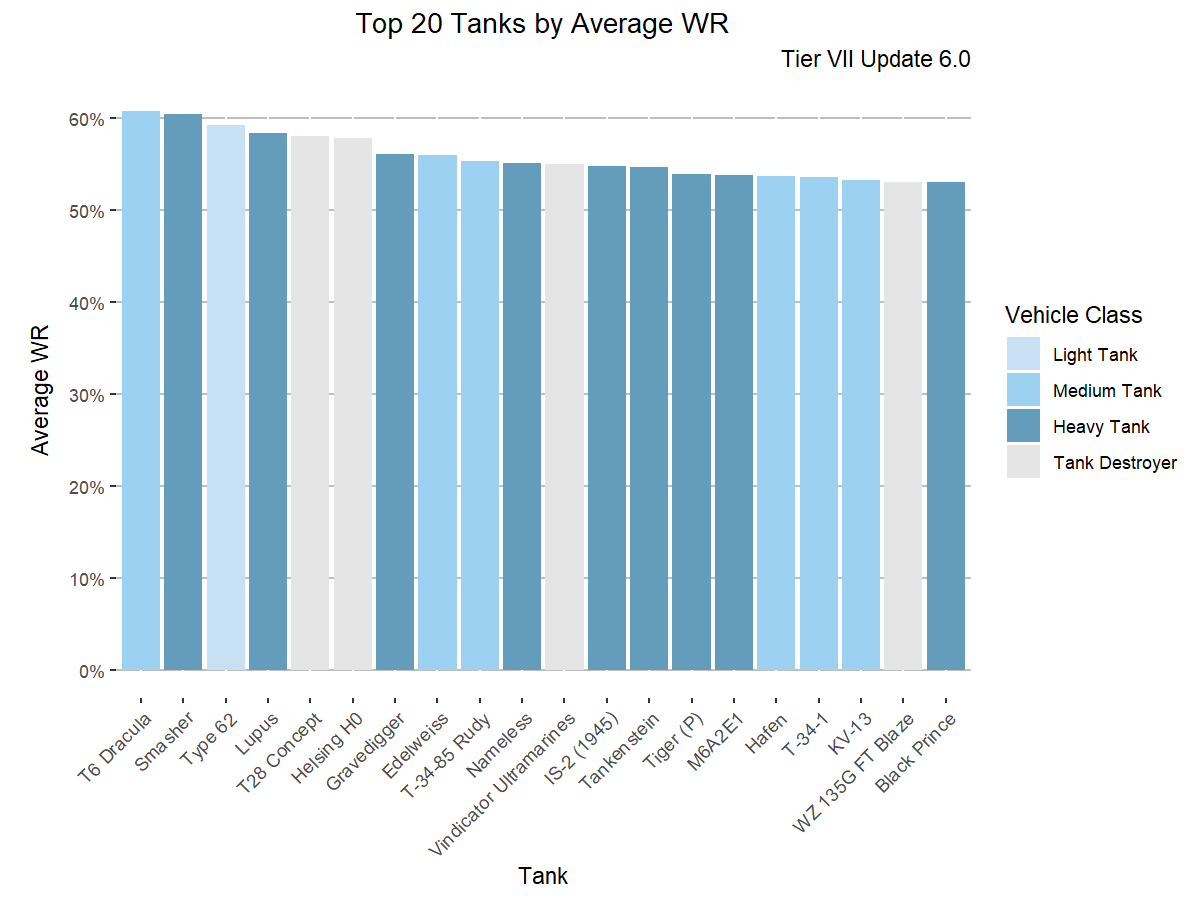 Top 20 Tanks by Average WR
Tier VII Update 6.0
Average WR
60%
50%
40%
30%
20%
10%
0%
T6 Dracula
Smasher
Type 62
Lupus
T28 Concept
Helsing H0
Gravedigger
Edelweiss
T-34-85 Rudy
Nameless
Vindicator Ultramarines
IS-2 (1945)
Tankenstein
Tiger (P)
M6A2E1
Hafen
T-34-1
KV-13
WZ 135G FT Blaze
Black Prince
Tank
Vehicle Class
Light Tank
Medium Tank
Heavy Tank
Tank Destroyer